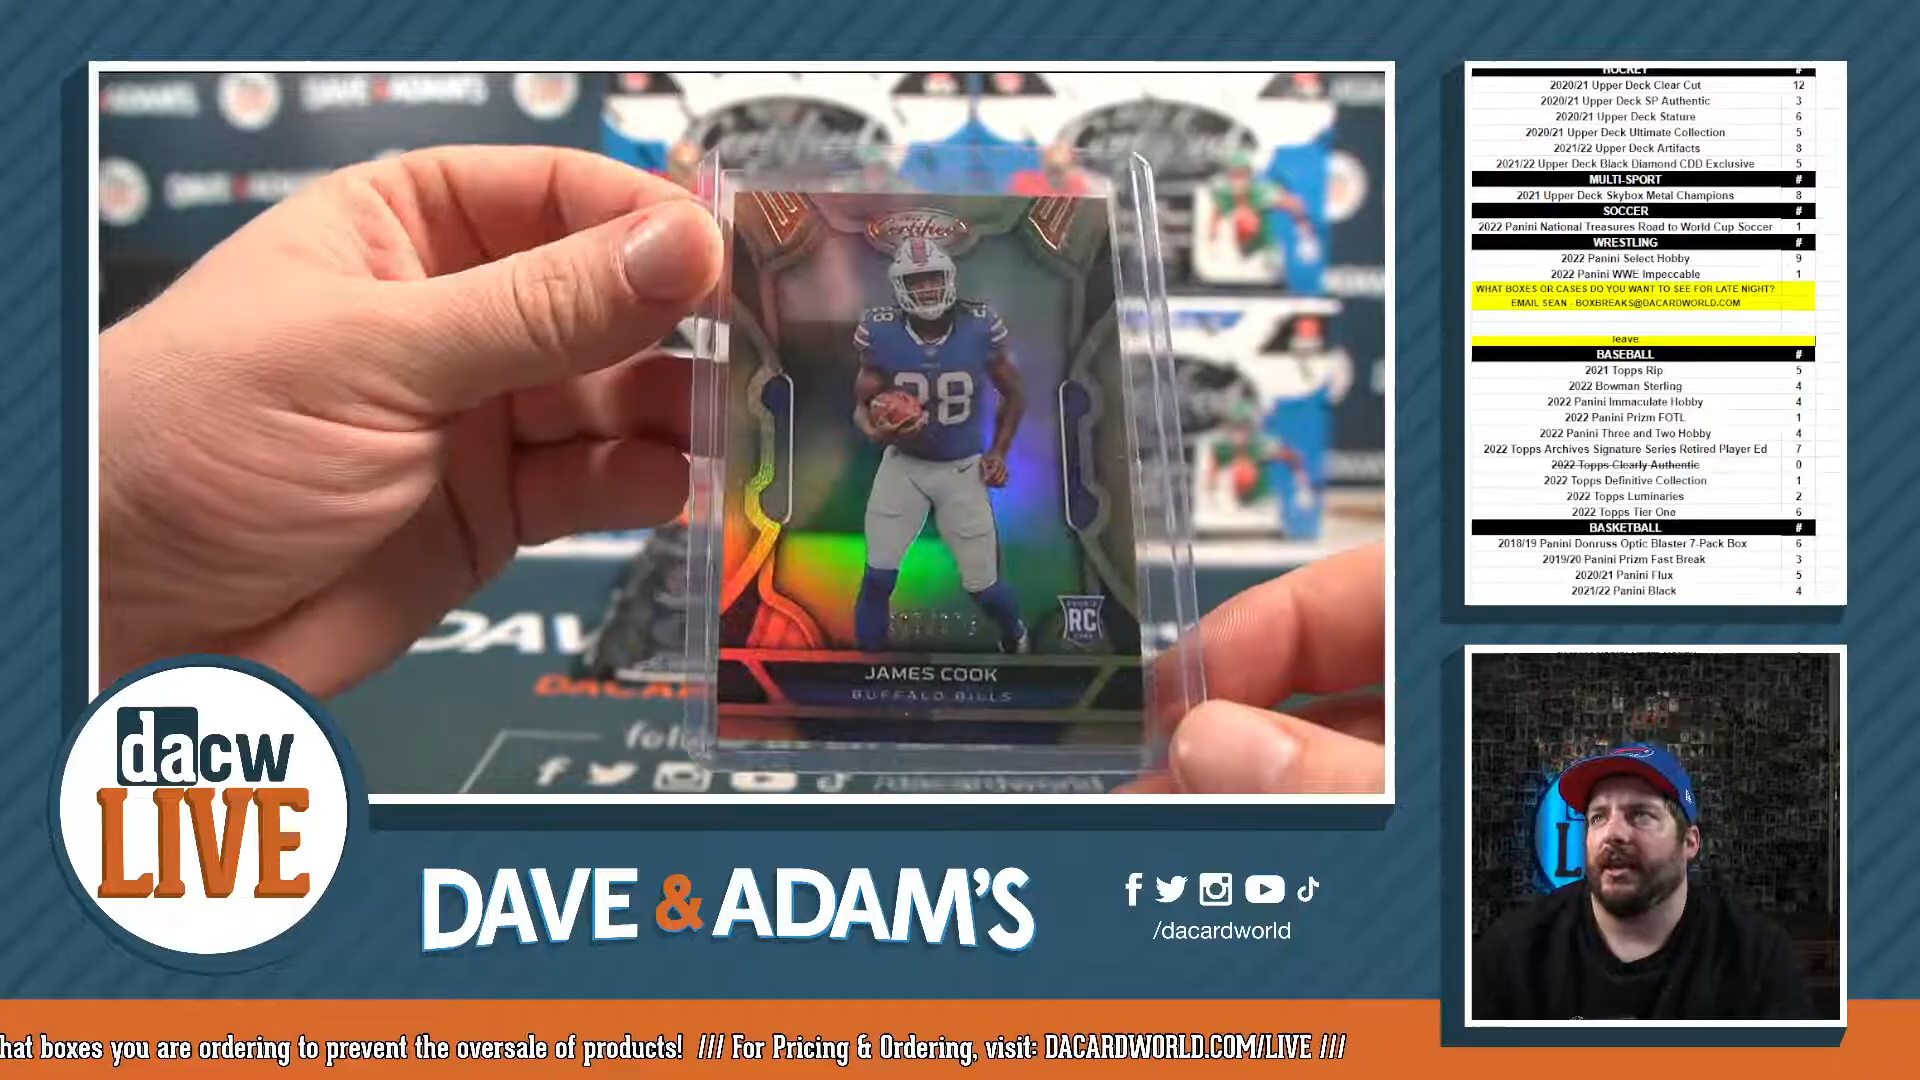 DAVE & ADAM'S
Certified
28
RC
JAMES COOK
BUFFALO BILLS
/dacardworld
dacw
LIVE
DAVE & ADAM'S
/dacardworld
HOCKEY #
2020/21 Upper Deck Clear Cut 12
2020/21 Upper Deck SP Authentic 3
2020/21 Upper Deck Stature 6
2020/21 Upper Deck Ultimate Collection 5
2021/22 Upper Deck Artifacts 8
2021/22 Upper Deck Black Diamond CDD Exclusive 5
MULTI-SPORT #
2021 Upper Deck Skybox Metal Champions 8
SOCCER #
2022 Panini National Treasures Road to World Cup Soccer 1
WRESTLING #
2022 Panini Select Hobby 9
2022 Panini WWE Impeccable 1
WHAT BOXES OR CASES DO YOU WANT TO SEE FOR LATE NIGHT?
EMAIL SEAN - BOXBREAKS@DACARDWORLD.COM
leave
BASEBALL #
2021 Topps Rip 5
2022 Bowman Sterling 4
2022 Panini Immaculate Hobby 4
2022 Panini Prizm FOTL 1
2022 Panini Three and Two Hobby 4
2022 Topps Archives Signature Series Retired Player Ed 7
2022 Topps Clearly Authentic 0
2022 Topps Definitive Collection 1
2022 Topps Luminaries 2
2022 Topps Tier One 6
BASKETBALL #
2018/19 Panini Donruss Optic Blaster 7-Pack Box 6
2019/20 Panini Prizm Fast Break 3
2020/21 Panini Flux 5
2021/22 Panini Black 4
hat boxes you are ordering to prevent the oversale of products! /// For Pricing & Ordering, visit: DACARDWORLD.COM/LIVE ///